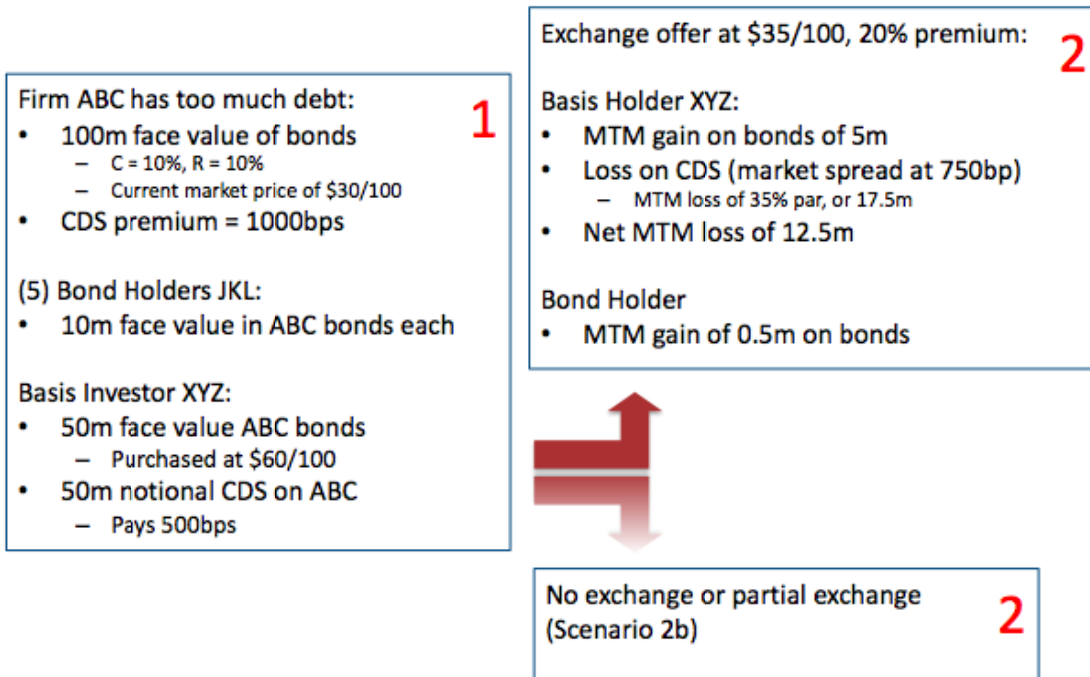 Firm ABC has too much debt:
1
• 100m face value of bonds
– C = 10%, R = 10%
– Current market price of $30/100
• CDS premium = 1000bps
(5) Bond Holders JKL:
• 10m face value in ABC bonds each
Basis Investor XYZ:
• 50m face value ABC bonds
– Purchased at $60/100
• 50m notional CDS on ABC
– Pays 500bps
Exchange offer at $35/100, 20% premium:
2
Basis Holder XYZ:
• MTM gain on bonds of 5m
• Loss on CDS (market spread at 750bp)
– MTM loss of 35% par, or 17.5m
• Net MTM loss of 12.5m
Bond Holder
• MTM gain of 0.5m on bonds
No exchange or partial exchange
(Scenario 2b)
2